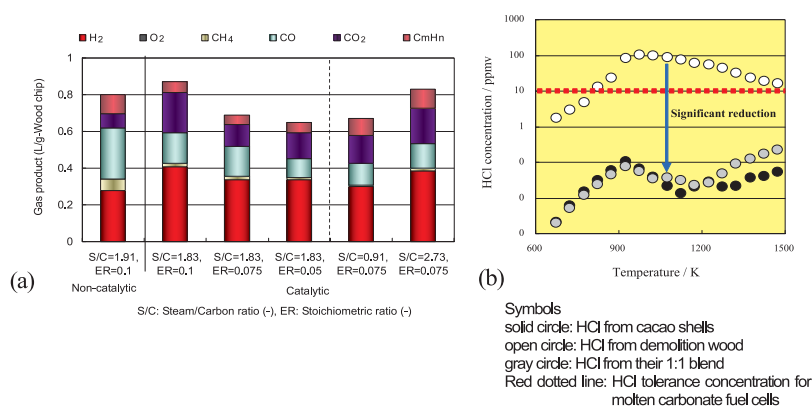 H₂ O₂ CH₄ CO CO₂ CmHn
Gas product (L/g-Wood chip)
1
0,8
0,6
0,4
0,2
0
S/C=1.91, ER=0.1
S/C=1.83, ER=0.1
S/C=1.83, ER=0.075
S/C=1.83, ER=0.05
S/C=0.91, ER=0.075
S/C=2.73, ER=0.075
Non-catalytic
Catalytic
S/C: Steam/Carbon ratio (-), ER: Stoichiometric ratio (-)
(a)
HCl concentration / ppmv
1000
100
10
1
0
0
0
Significant reduction
600 900 1200 1500
Temperature / K
(b)
Symbols
solid circle: HCl from cacao shells
open circle: HCl from demolition wood
gray circle: HCl from their 1:1 blend
Red dotted line: HCl tolerance concentration for
molten carbonate fuel cells